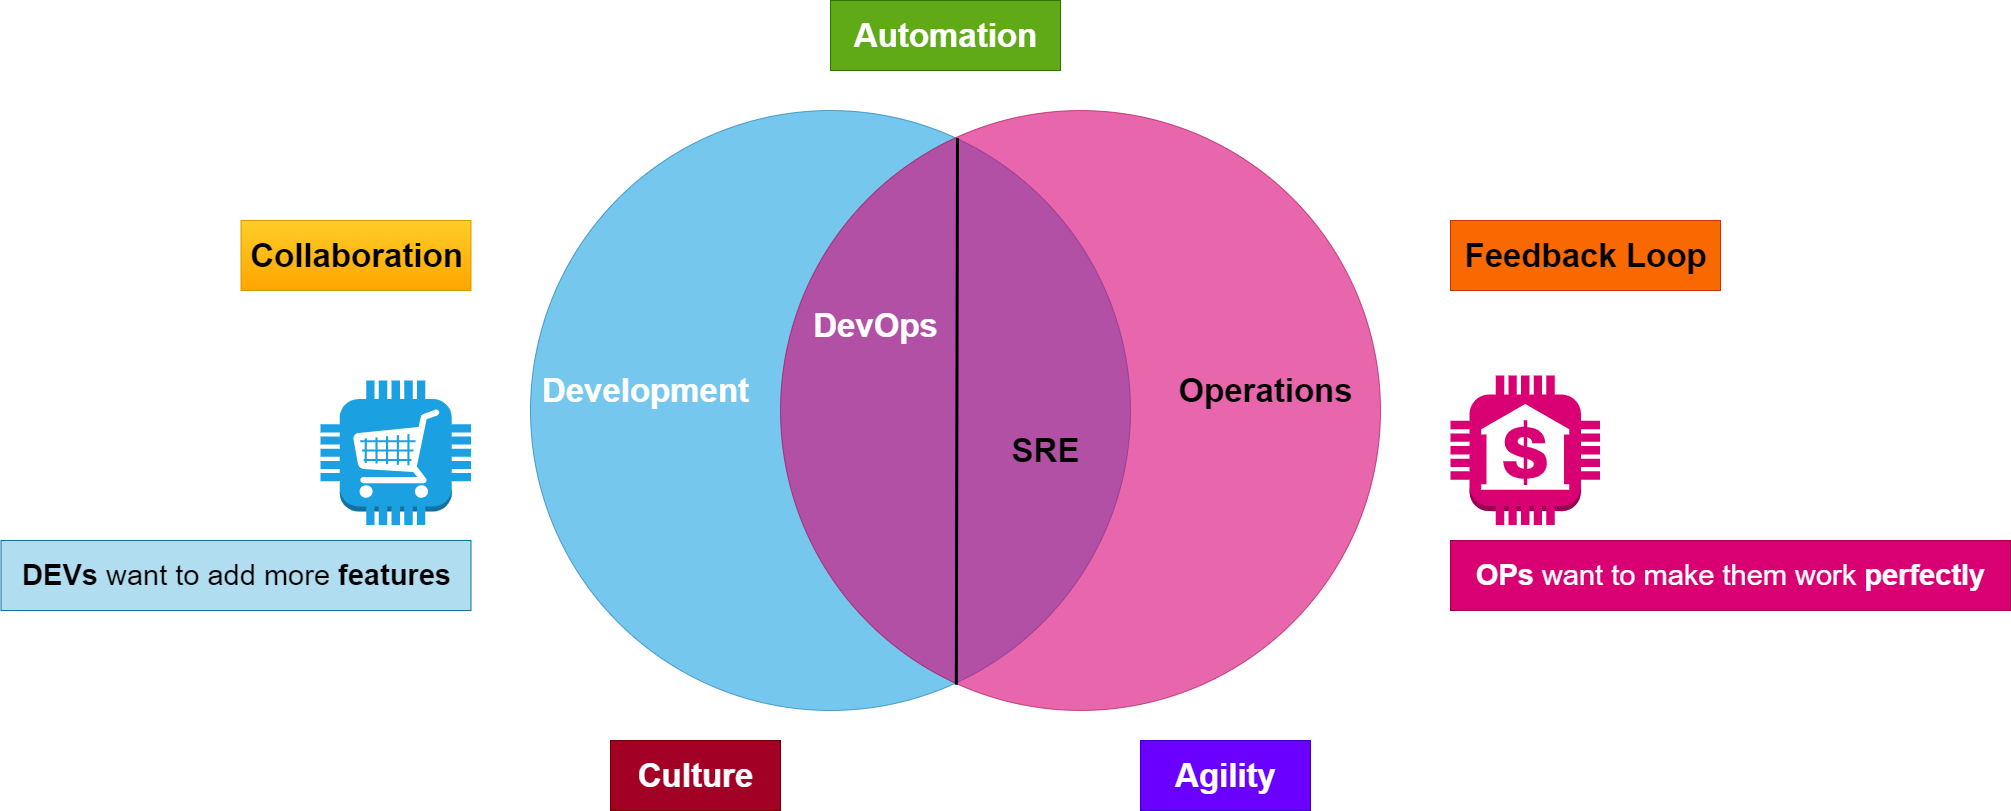 Automation
Collaboration
Feedback Loop
DevOps
Development
Operations
SRE
$
DEVs want to add more features
OPs want to make them work perfectly
Culture
Agility